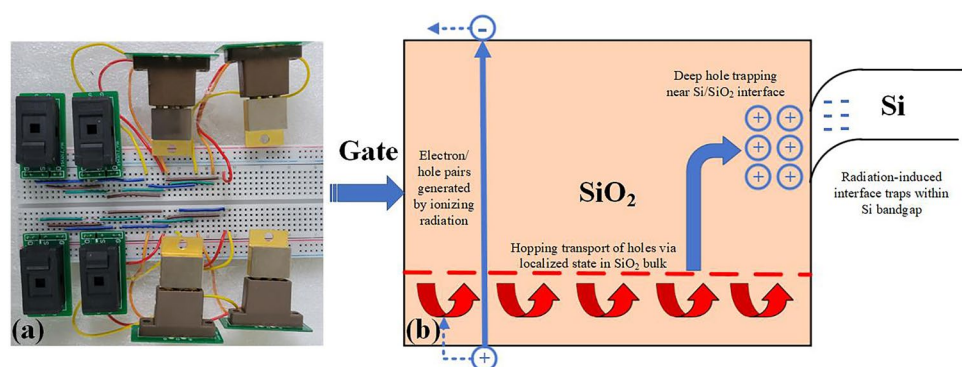 (a)
Gate
Electron/
hole pairs
generated
by ionizing
radiation
SiO₂
Deep hole trapping
near Si/SiO₂ interface
Si
Radiation-induced
interface traps within
Si bandgap
Hopping transport of holes via
localized state in SiO₂ bulk
(b)